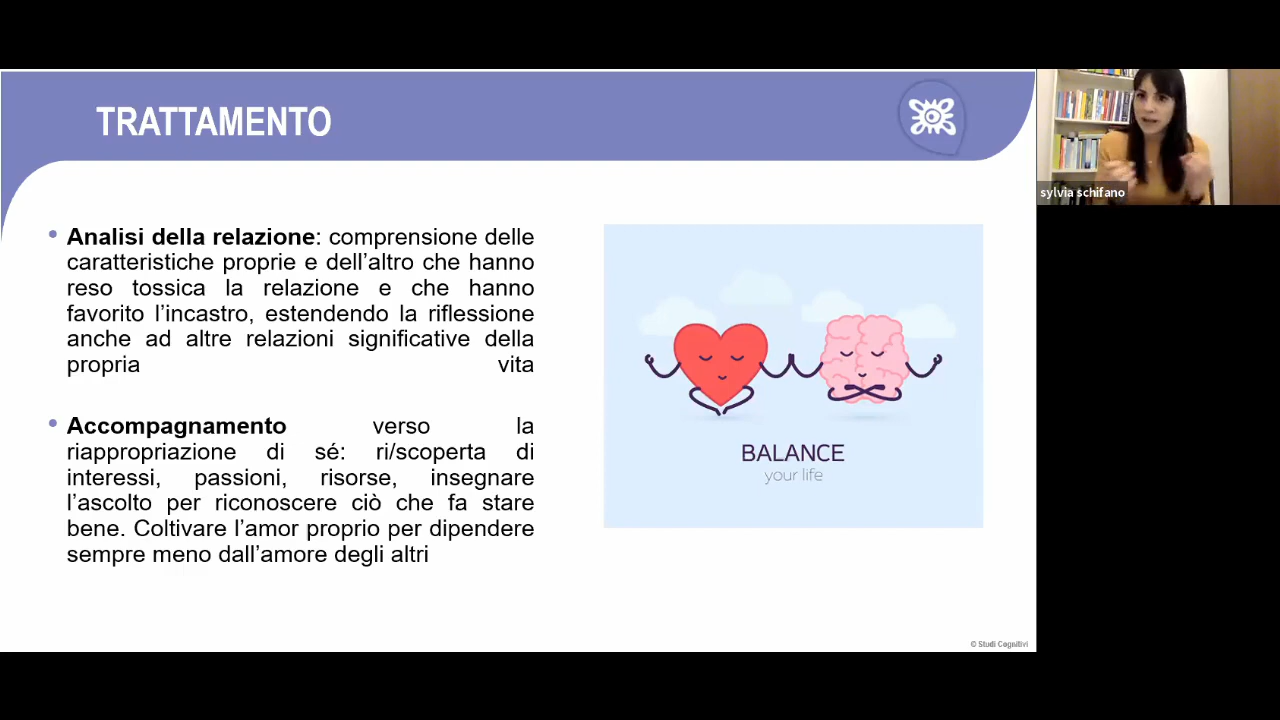 TRATTAMENTO
sylvia schifano
• Analisi della relazione: comprensione delle
caratteristiche proprie e dell’altro che hanno
reso tossica la relazione e che hanno
favorito l’incastro, estendendo la riflessione
anche ad altre relazioni significative della
propria vita
• Accompagnamento verso la
riappropriazione di sé: ri/scoperta di
interessi, passioni, risorse, insegnare
l’ascolto per riconoscere ciò che fa stare
bene. Coltivare l’amor proprio per dipendere
sempre meno dall’amore degli altri
BALANCE
your life
© Studi Cognitivi